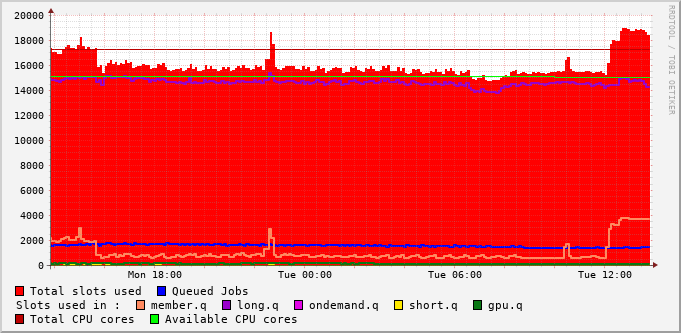 20000
18000
16000
14000
12000
10000
8000
6000
4000
2000
0
Mon 18:00 Tue 00:00 Tue 06:00 Tue 12:00
RRDTOOL / TOBI OETIKER
Total slots used Queued Jobs
Slots used in : member.q long.q ondemand.q short.q gpu.q
Total CPU cores Available CPU cores